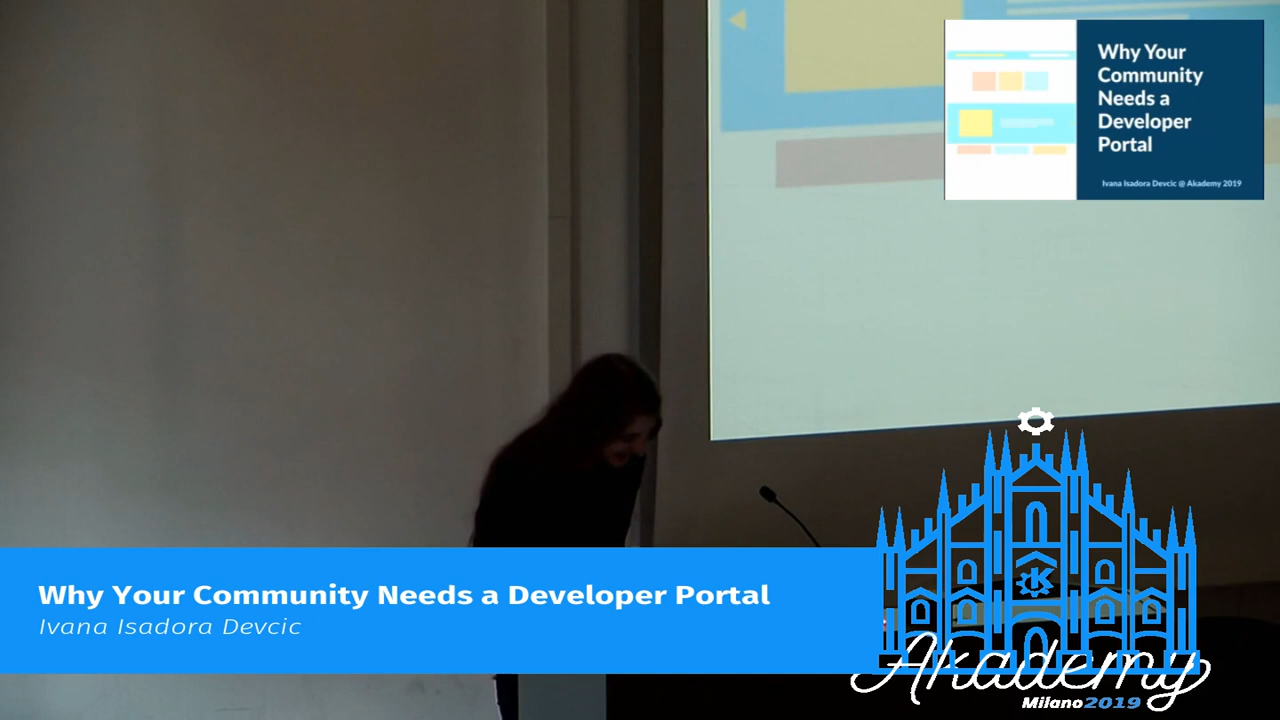 Why Your
Community
Needs a
Developer
Portal
Ivana Isadora Devcic @ Akademy 2019
Why Your Community Needs a Developer Portal
Ivana Isadora Devcic
K
Akademy
Milano2019